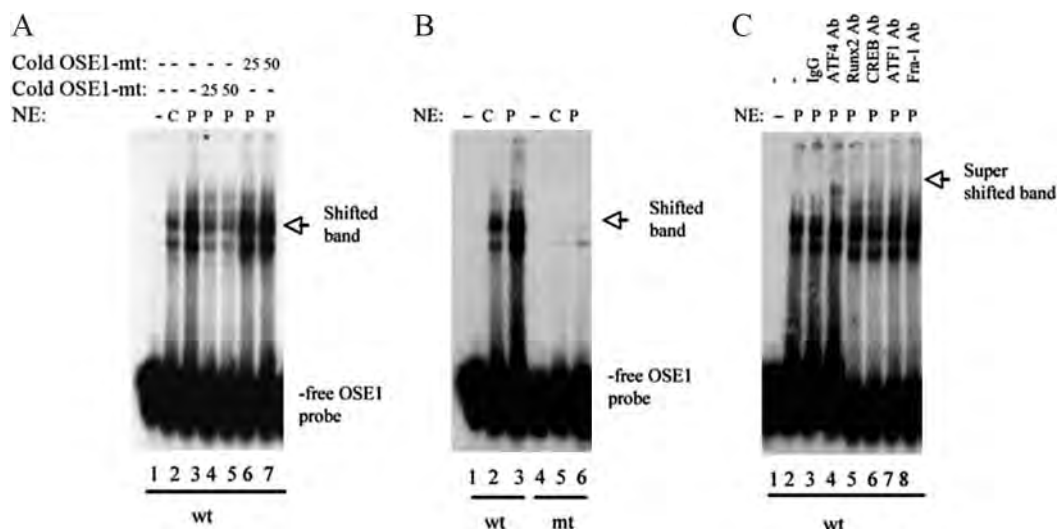 A
Cold OSE1-mt: - - - - - 25 50
Cold OSE1-mt: - - - 25 50 - -
NE: - C P P P P P
Shifted
band
-free OSE1
probe
1 2 3 4 5 6 7
wt
B
NE: - C P - C P
Shifted
band
-free OSE1
probe
1 2 3 4 5 6
wt mt
C
- - IgG ATF4 Ab Runx2 Ab CREB Ab ATF1 Ab Fra-1 Ab
NE: - P P P P P P P
Super
shifted band
1 2 3 4 5 6 7 8
wt